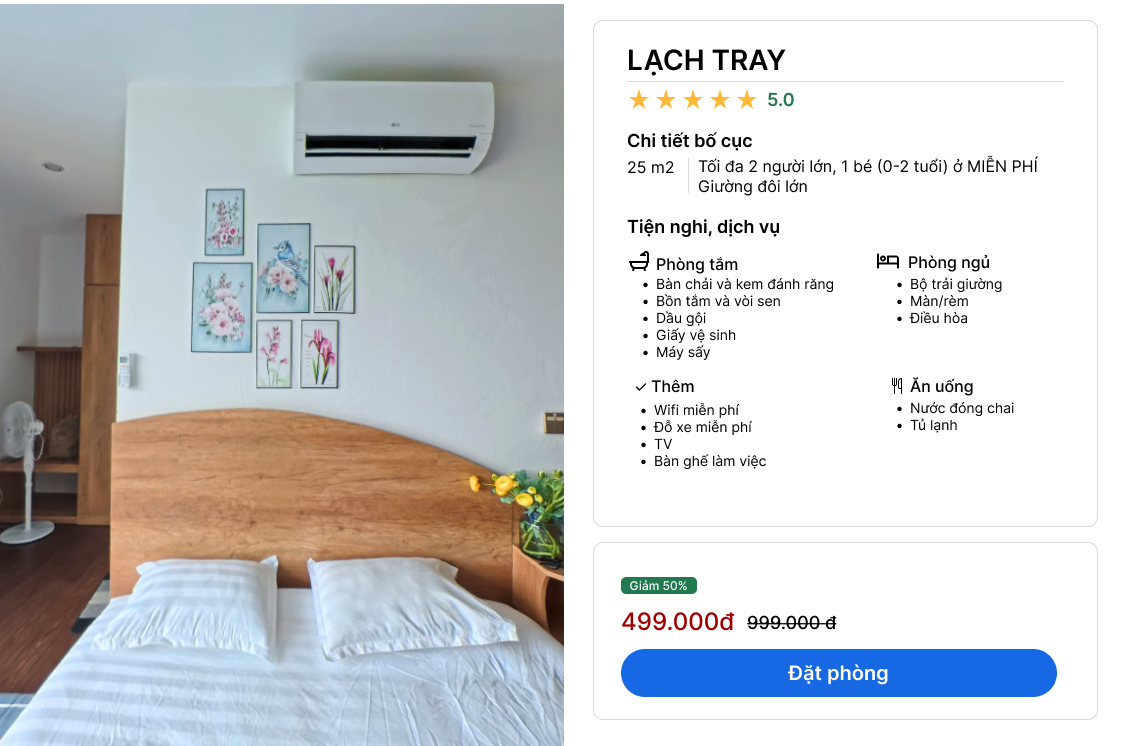 LẠCH TRAY
5.0
Chi tiết bố cục
25 m2
Tối đa 2 người lớn, 1 bé (0-2 tuổi) ở MIỄN PHÍ
Giường đôi lớn
Tiện nghi, dịch vụ
Phòng tắm
• Bàn chải và kem đánh răng
• Bồn tắm và vòi sen
• Dầu gội
• Giấy vệ sinh
• Máy sấy
Phòng ngủ
• Bộ trải giường
• Màn/rèm
• Điều hòa
Thêm
• Wifi miễn phí
• Đỗ xe miễn phí
• TV
• Bàn ghế làm việc
Ăn uống
• Nước đóng chai
• Tủ lạnh
Giảm 50%
499.000đ 999.000 đ
Đặt phòng